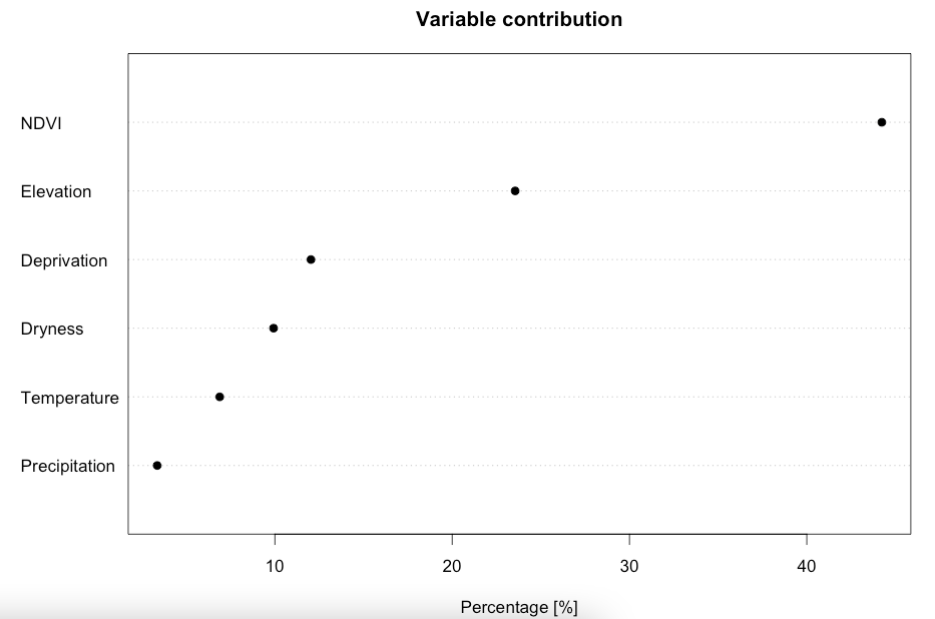 Variable contribution
NDVI
Elevation
Deprivation
Dryness
Temperature
Precipitation
10 20 30 40
Percentage [%]